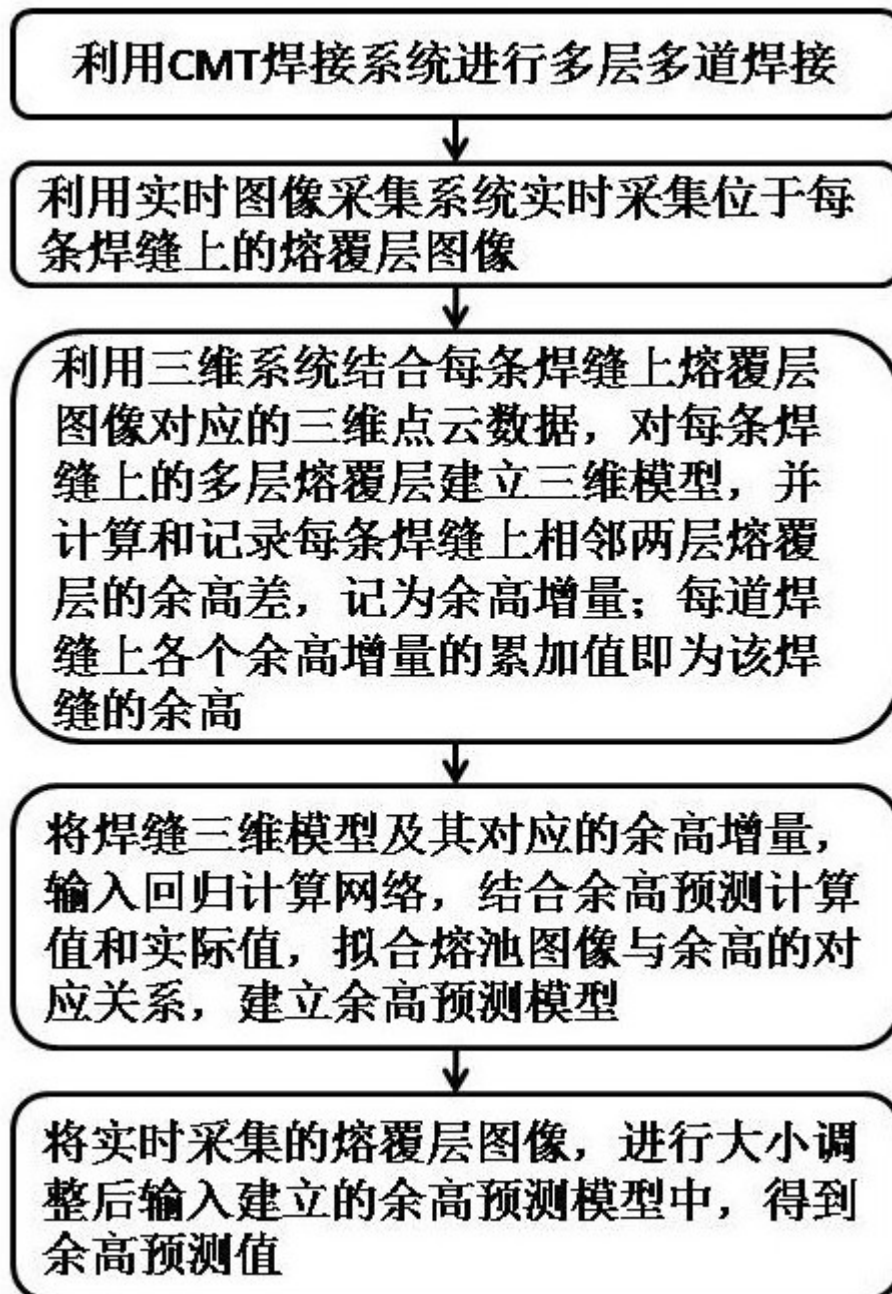 利用CMT焊接系统进行多层多道焊接
利用实时图像采集系统实时采集位于每
条焊缝上的熔覆层图像
利用三维系统结合每条焊缝上熔覆层
图像对应的三维点云数据，对每条焊
缝上的多层熔覆层建立三维模型，并
计算和记录每条焊缝上相邻两层熔覆
层的余高差，记为余高增量；每道焊
缝上各个余高增量的累加值即为该焊
缝的余高
将焊缝三维模型及其对应的余高增量，
输入回归计算网络，结合余高预测计算
值和实际值，拟合熔池图像与余高的对
应关系，建立余高预测模型
将实时采集的熔覆层图像，进行大小调
整后输入建立的余高预测模型中，得到
余高预测值